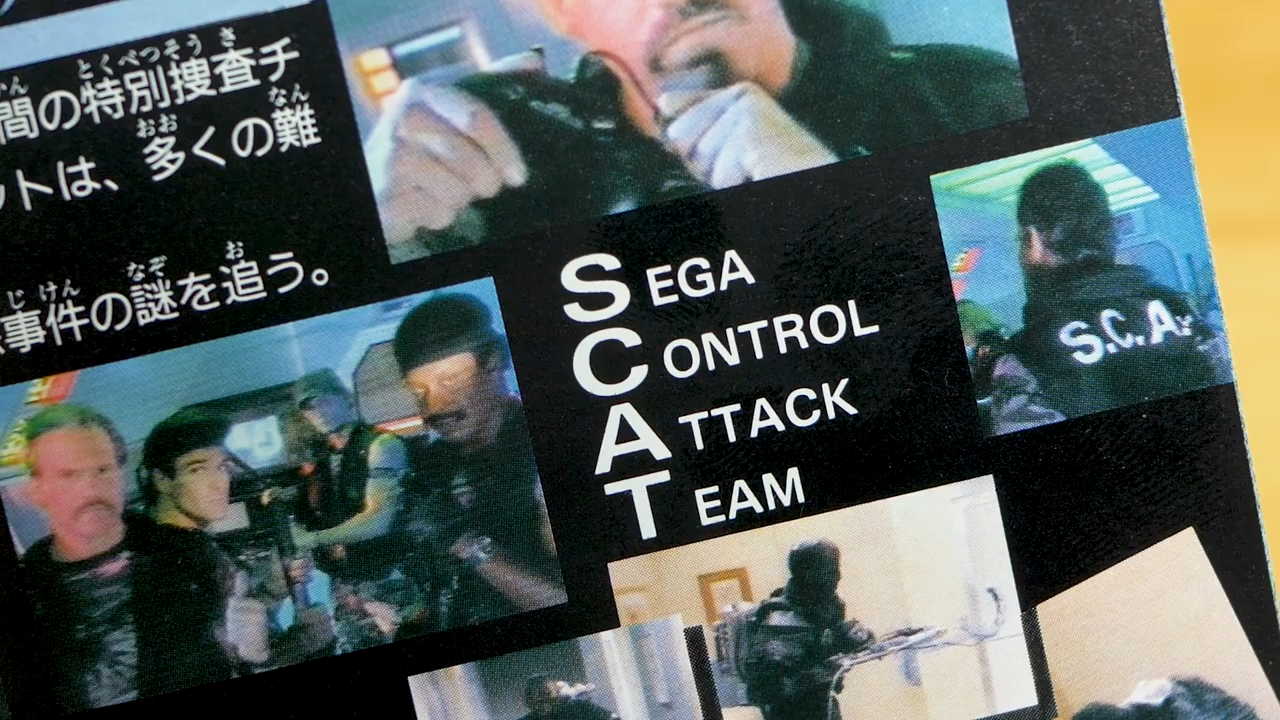 間の特別捜査チ
ットは、多くの難
事件の謎を追う。
SEGA
CONTROL
ATTACK
TEAM
S.C.A.